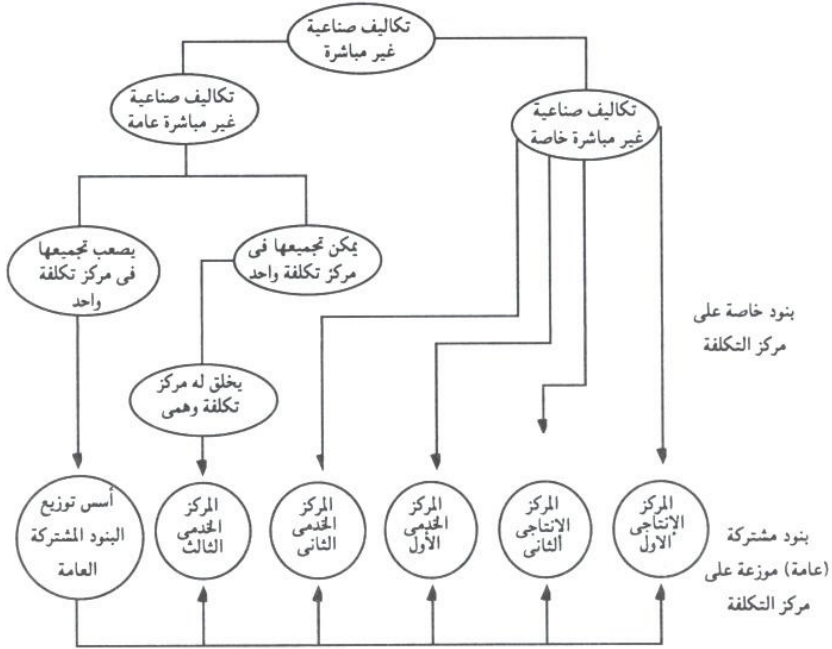 تكاليف صناعية
غير مباشرة
تكاليف صناعية
غير مباشرة خاصة
تكاليف صناعية
غير مباشرة عامة
يمكن تجميعها فى
مركز تكلفة واحد
يصعب تجميعها
فى مركز تكلفة
واحد
بنود خاصة على
مركز التكلفة
يخلق له مركز
تكلفة وهمى
المركز
الإنتاجى
الاول
المركز
الإنتاجى
الثانى
المركز
الخدمى
الأول
المركز
الخدمى
الثانى
المركز
الخدمى
الثالث
أسس توزيع
البنود المشتركة
العامة
بنود مشتركة
(عامة) موزعة على
مركز التكلفة